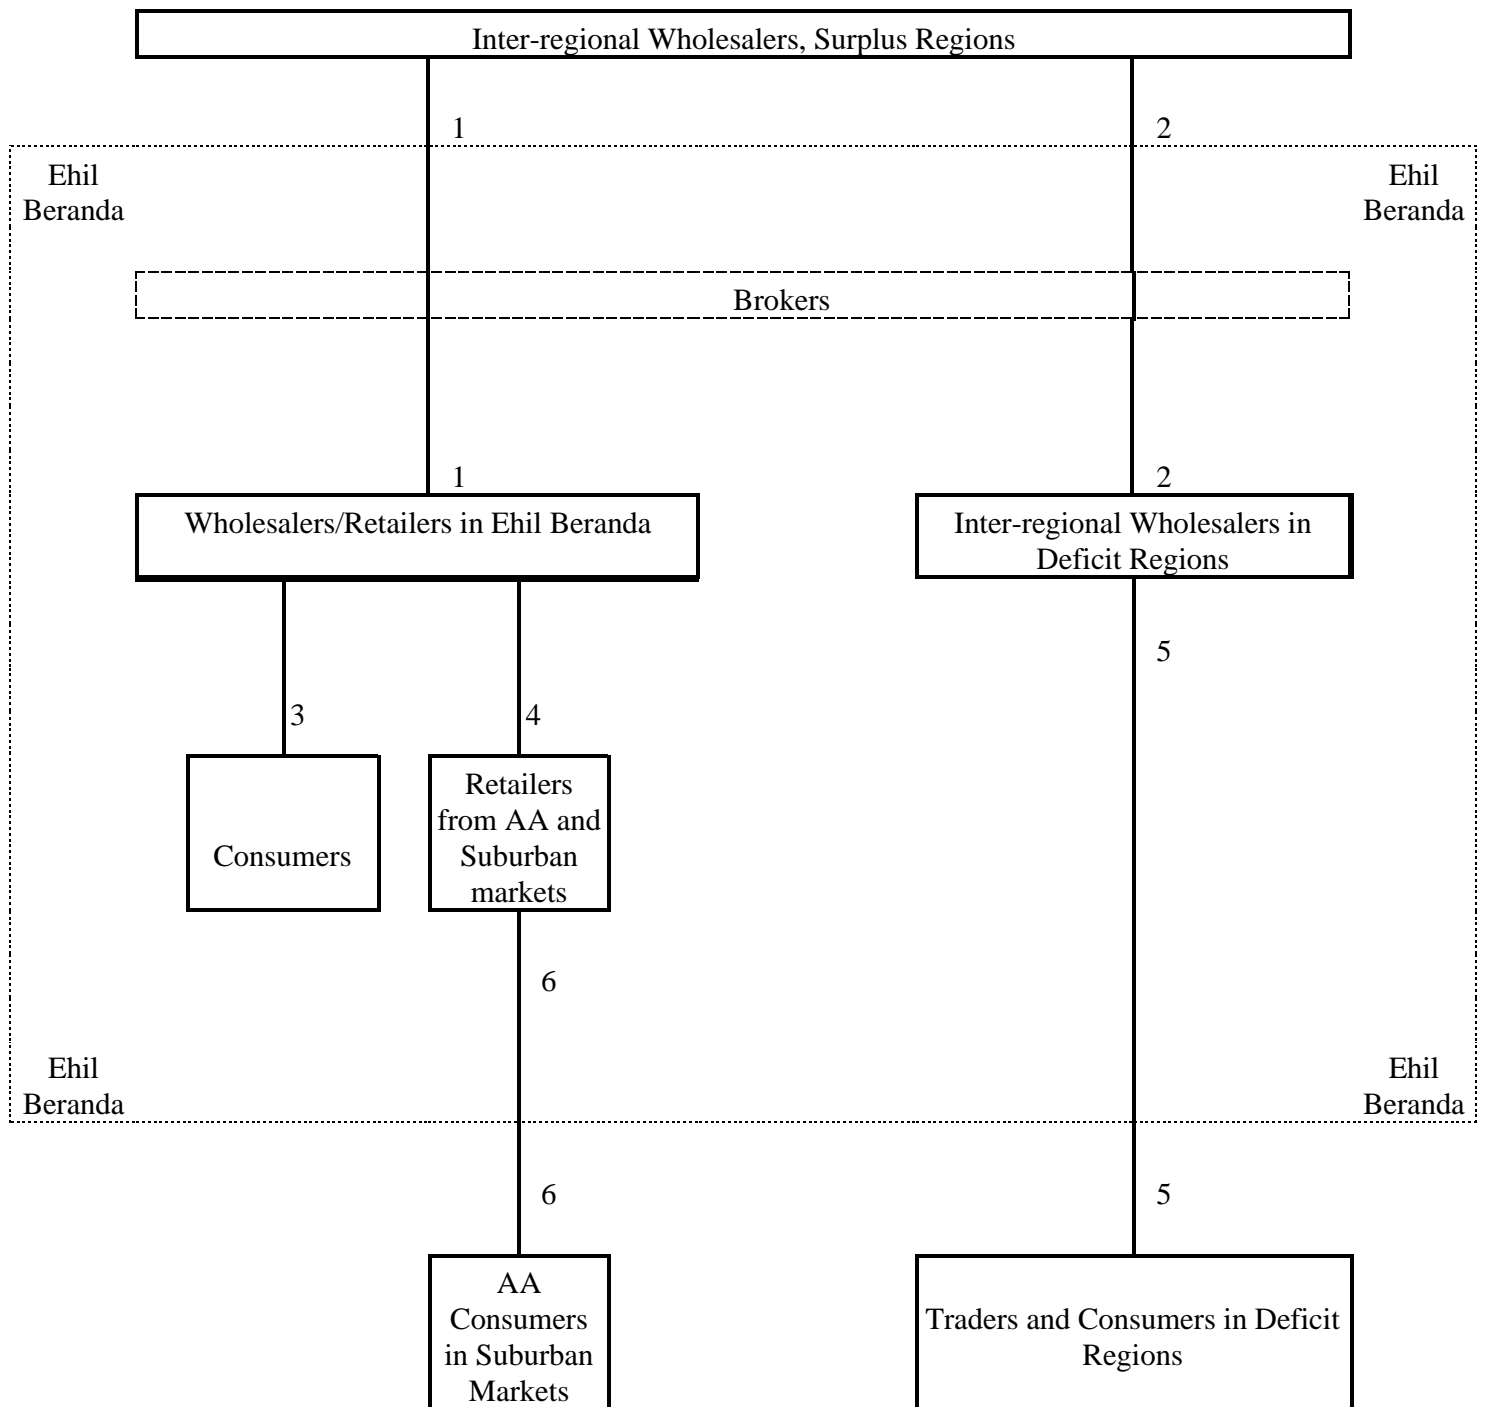 Inter-regional Wholesalers, Surplus Regions
1
2
Ehil
Beranda
Ehil
Beranda
Brokers
1
2
Wholesalers/Retailers in Ehil Beranda
Inter-regional Wholesalers in
Deficit Regions
5
3
4
Consumers
Retailers
from AA and
Suburban
markets
6
Ehil
Beranda
Ehil
Beranda
6
5
AA
Consumers
in Suburban
Markets
Traders and Consumers in Deficit
Regions